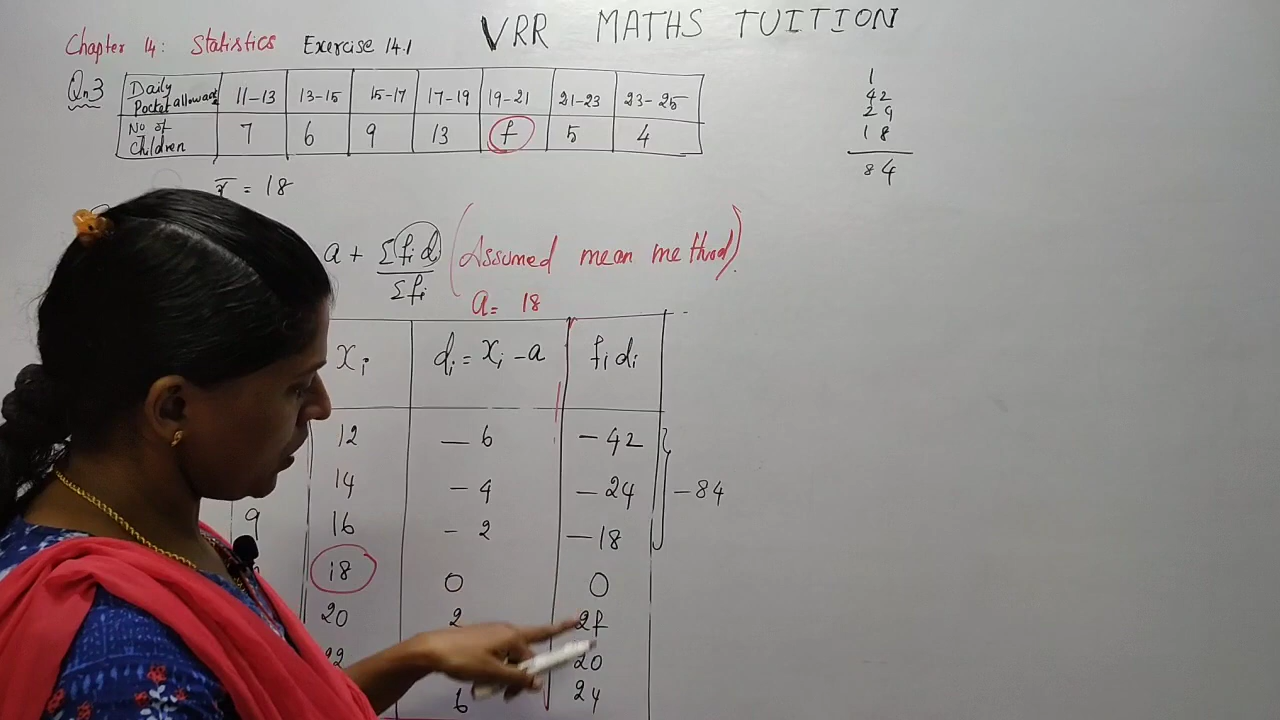 VRR MATHS TUITION
Chapter 14: Statistics Exercise 14.1
Qn3
Daily Pocket allowance 11-13 13-15 15-17 17-19 19-21 21-23 23-25
No of Children 7 6 9 13 f 5 4
1
42
24
18
84
x̄ = 18
a + Σfid / Σfi (Assumed mean method)
a = 18
xi di = xi - a fidi
12 -6 -42
14 -4 -24
9 16 -2 -18
-84
18 0 0
20 2 2f
22 20
6 24